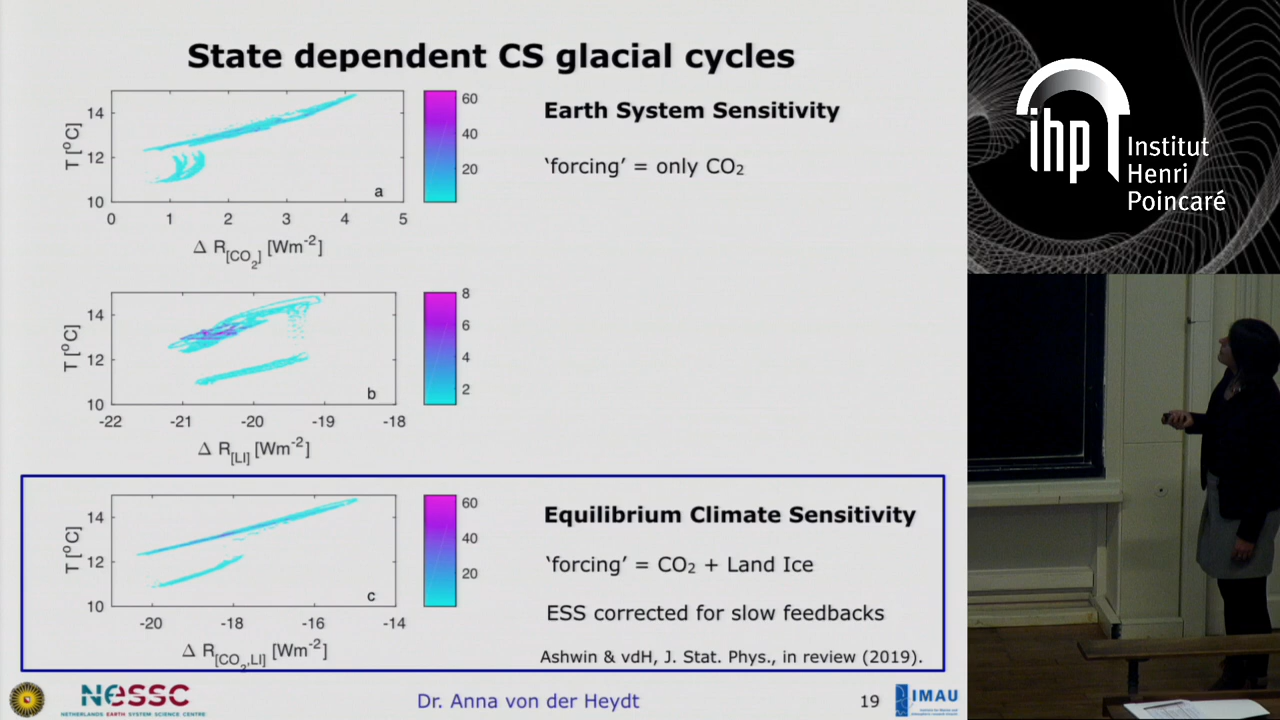 State dependent CS glacial cycles
14
12
10
T [°C]
0
1
2
3
4
5
a
Δ R[CO2] [Wm-2]
60
40
20
Earth System Sensitivity
‘forcing’ = only CO2
14
12
10
T [°C]
-22
-21
-20
-19
-18
b
Δ R[LI] [Wm-2]
8
6
4
2
14
12
10
T [°C]
-20
-18
-16
-14
c
Δ R[CO2,LI] [Wm-2]
60
40
20
Equilibrium Climate Sensitivity
‘forcing’ = CO2 + Land Ice
ESS corrected for slow feedbacks
Ashwin & vdH, J. Stat. Phys., in review (2019).
NESSC
NETHERLANDS EARTH SYSTEM SCIENCE CENTRE
Dr. Anna von der Heydt
19
IMAU
ihp
Institut
Henri
Poincaré